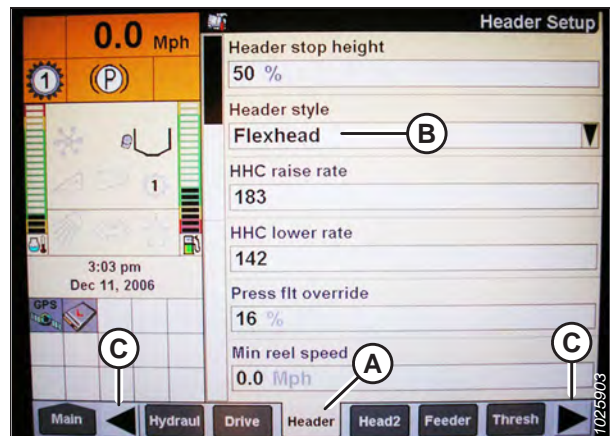 0.0 Mph
Header Setup
1
(P)
1
3:03 pm
Dec 11, 2006
GPS
Header stop height
50 %
Header style
Flexhead
B
HHC raise rate
183
HHC lower rate
142
Press flt override
16 %
Min reel speed
0.0 Mph
A
C
C
Main
Hydraul
Drive
Header
Head2
Feeder
Thresh
1025903